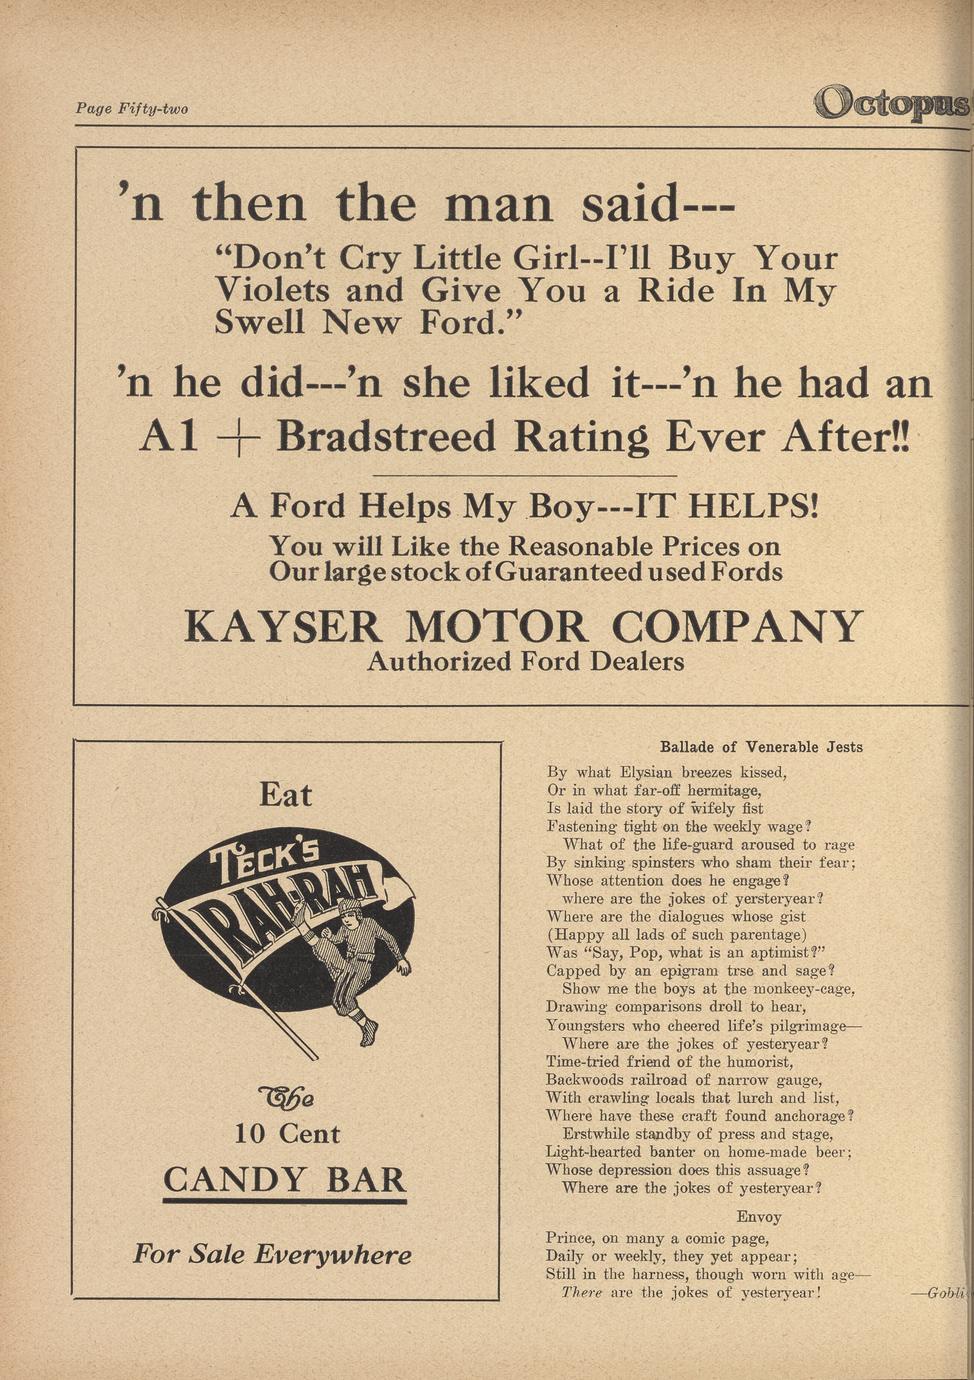 Page Fifty-two
Octopus
'n then the man said---
"Don't Cry Little Girl--I'll Buy Your
Violets and Give You a Ride In My
Swell New Ford."
'n he did---'n she liked it---'n he had an
A1 + Bradstreed Rating Ever After!!
A Ford Helps My Boy---IT HELPS!
You will Like the Reasonable Prices on
Our large stock of Guaranteed used Fords
KAYSER MOTOR COMPANY
Authorized Ford Dealers
Eat
TECK'S
RAH-RAH
The
10 Cent
CANDY BAR
For Sale Everywhere
Ballade of Venerable Jests
By what Elysian breezes kissed,
Or in what far-off hermitage,
Is laid the story of wifely fist
Fastening tight on the weekly wage?
What of the life-guard aroused to rage
By sinking spinsters who sham their fear;
Whose attention does he engage?
where are the jokes of yersteryear?
Where are the dialogues whose gist
(Happy all lads of such parentage)
Was "Say, Pop, what is an aptimist?"
Capped by an epigram trse and sage?
Show me the boys at the monkeey-cage,
Drawing comparisons droll to hear,
Youngsters who cheered life's pilgrimage—
Where are the jokes of yesteryear?
Time-tried friend of the humorist,
Backwoods railroad of narrow gauge,
With crawling locals that lurch and list,
Where have these craft found anchorage?
Erstwhile standby of press and stage,
Light-hearted banter on home-made beer;
Whose depression does this assuage?
Where are the jokes of yesteryear?
Envoy
Prince, on many a comic page,
Daily or weekly, they yet appear;
Still in the harness, though worn with age—
There are the jokes of yesteryear!
—Gobli